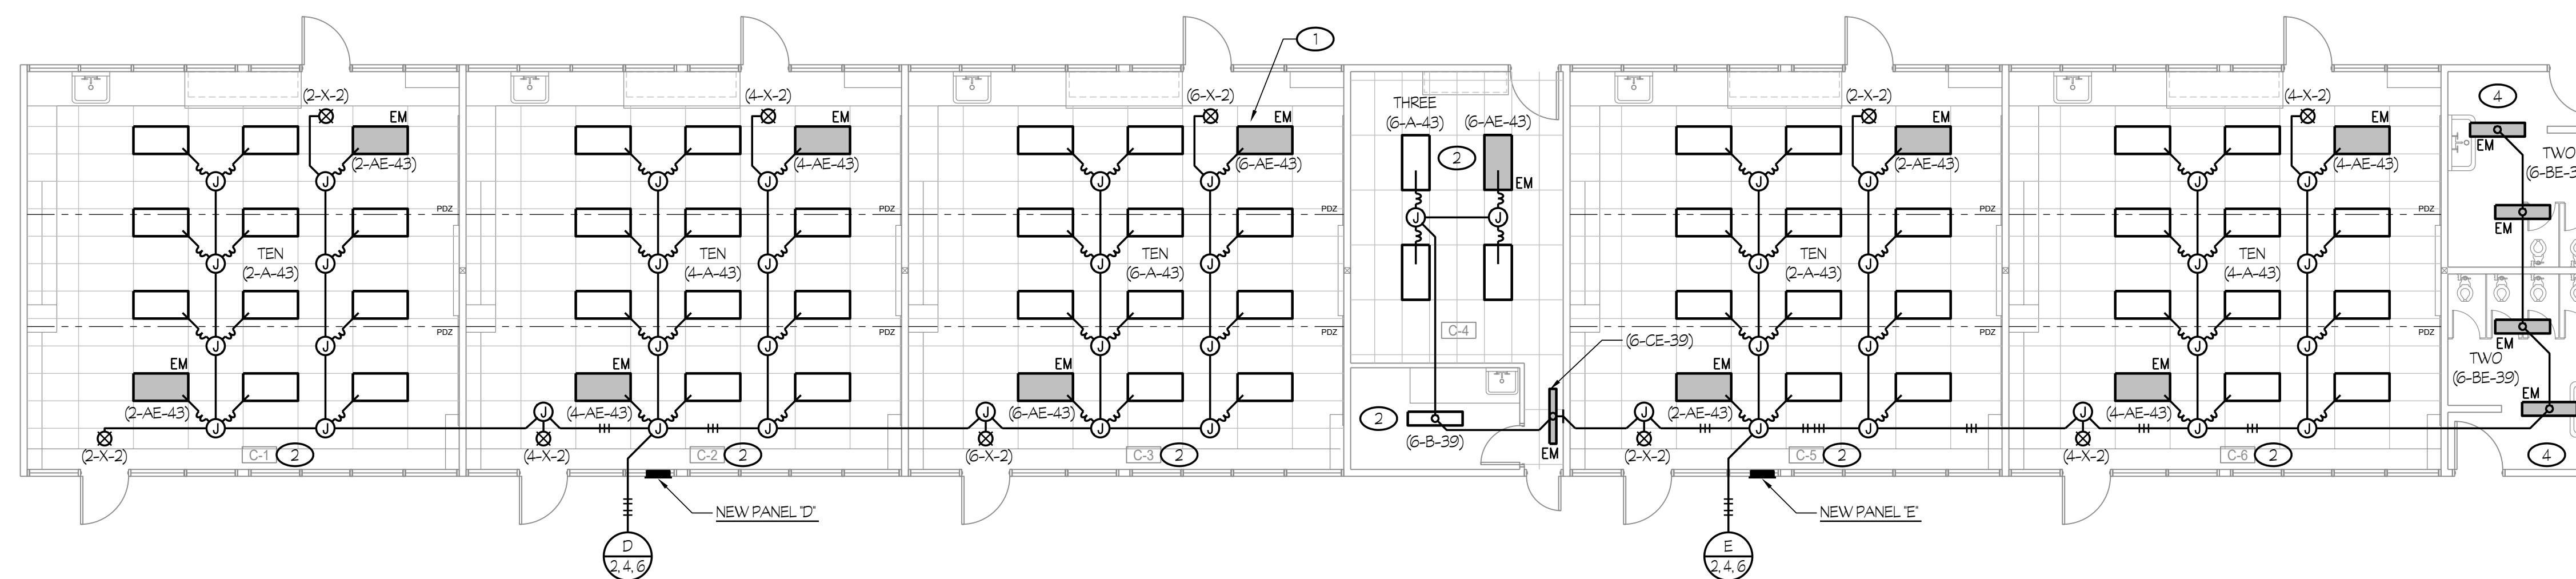 1
(2-X-2)
(4-X-2)
(6-X-2)
(2-X-2)
(4-X-2)
EM
EM
EM
EM
EM
(2-AE-43)
(4-AE-43)
(6-AE-43)
(2-AE-43)
(4-AE-43)
THREE
(6-A-43)
(6-AE-43)
2
EM
4
EM
TWO
(6-BE-3
J
J
J
J
J
J
J
J
J
J
J
J
PDZ
PDZ
PDZ
PDZ
EM
TEN
(2-A-43)
TEN
(4-A-43)
TEN
(6-A-43)
TEN
(2-A-43)
TEN
(4-A-43)
J
J
J
J
J
J
J
J
J
J
C-4
PDZ
PDZ
PDZ
PDZ
(6-CE-39)
J
J
J
J
J
J
J
J
J
J
EM
TWO
(6-BE-39)
EM
EM
EM
EM
EM
EM
(2-AE-43)
(4-AE-43)
(6-AE-43)
(2-AE-43)
(4-AE-43)
J
J
J
J
2
(6-B-39)
EM
J
J
J
J
J
J
J
J
J
J
(2-X-2)
C-1
2
(4-X-2)
C-2
2
(6-X-2)
C-3
2
(2-X-2)
C-5
2
(4-X-2)
C-6
2
4
NEW PANEL "D"
NEW PANEL "E"
D
2, 4, 6
E
2, 4, 6